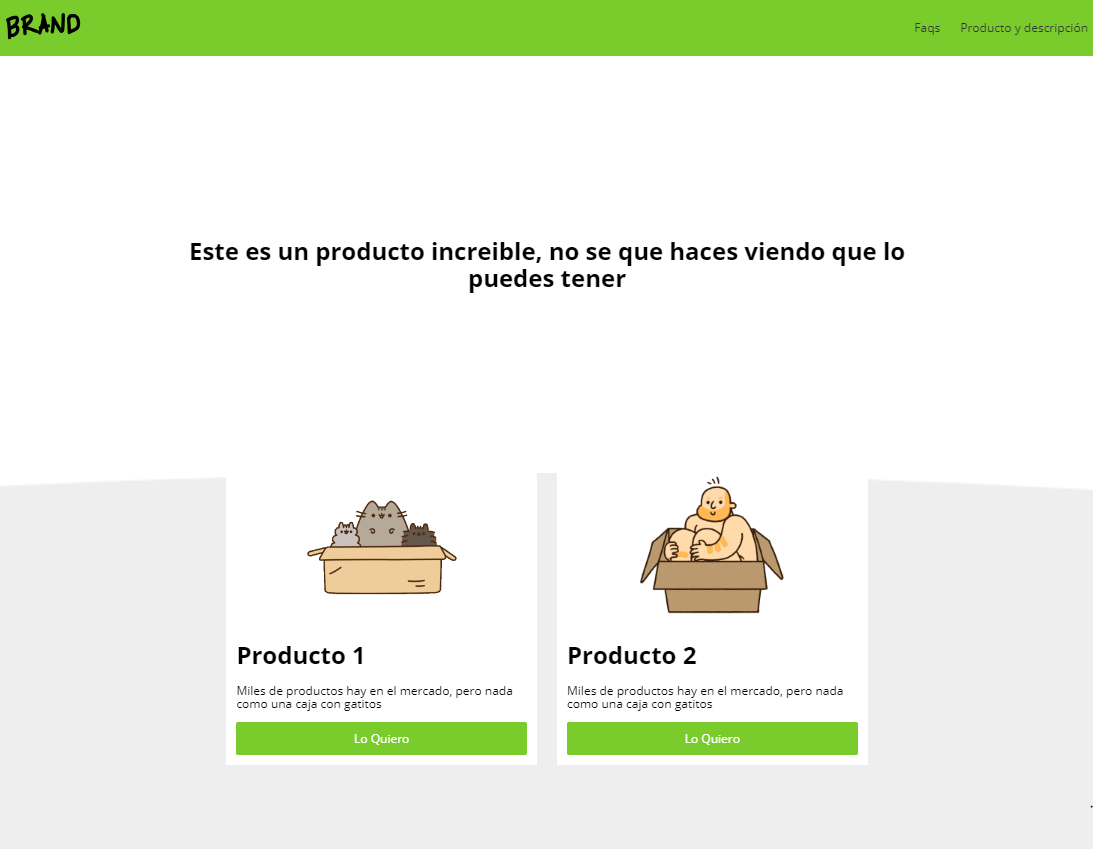 BRAND
Faqs
Producto y descripción
Este es un producto increible, no se que haces viendo que lo
puedes tener
Producto 1
Miles de productos hay en el mercado, pero nada
como una caja con gatitos
Lo Quiero
Producto 2
Miles de productos hay en el mercado, pero nada
como una caja con gatitos
Lo Quiero